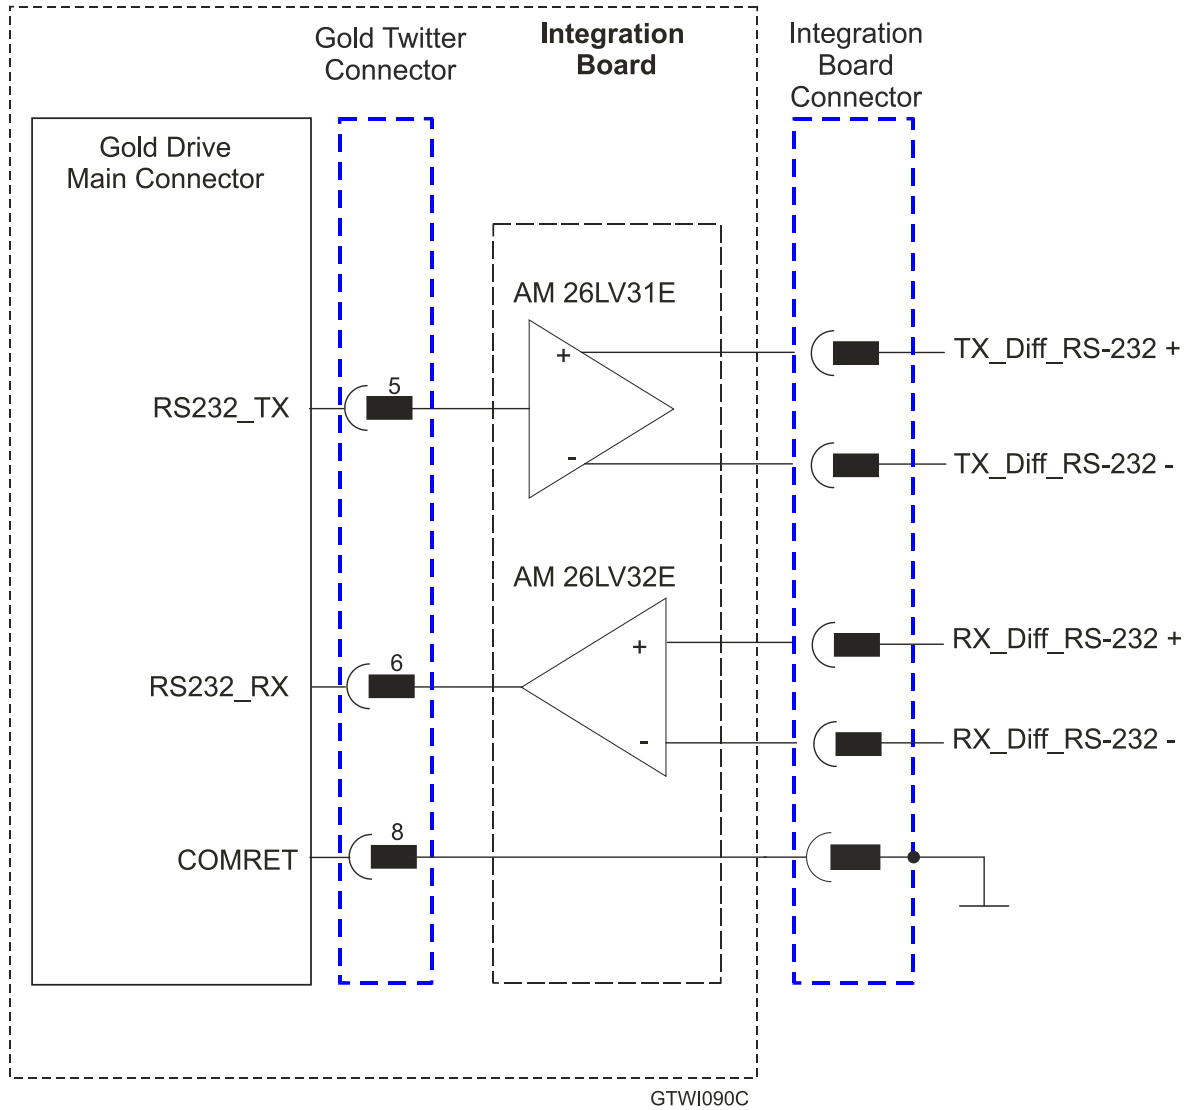 Gold Twitter
Connector
Integration
Board
Integration
Board
Connector
Gold Drive
Main Connector
AM 26LV31E
+
-
TX_Diff_RS-232 +
RS232_TX
5
TX_Diff_RS-232 -
AM 26LV32E
+
-
RX_Diff_RS-232 +
RS232_RX
6
RX_Diff_RS-232 -
COMRET
8
GTWI090C